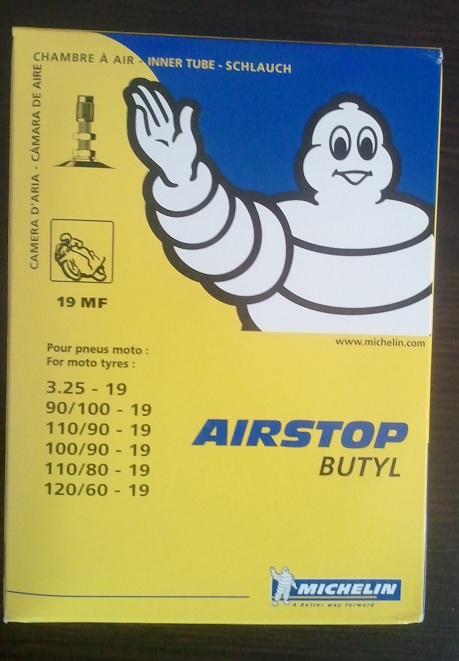 CHAMBRE À AIR - INNER TUBE - SCHLAUCH
CAMERA D'ARIA - CÁMARA DE AIRE
19 MF
www.michelin.com
Pour pneus moto :
For moto tyres :
3.25 - 19
90/100 - 19
110/90 - 19
100/90 - 19
110/80 - 19
120/60 - 19
AIRSTOP
BUTYL
MICHELIN
A better way forward